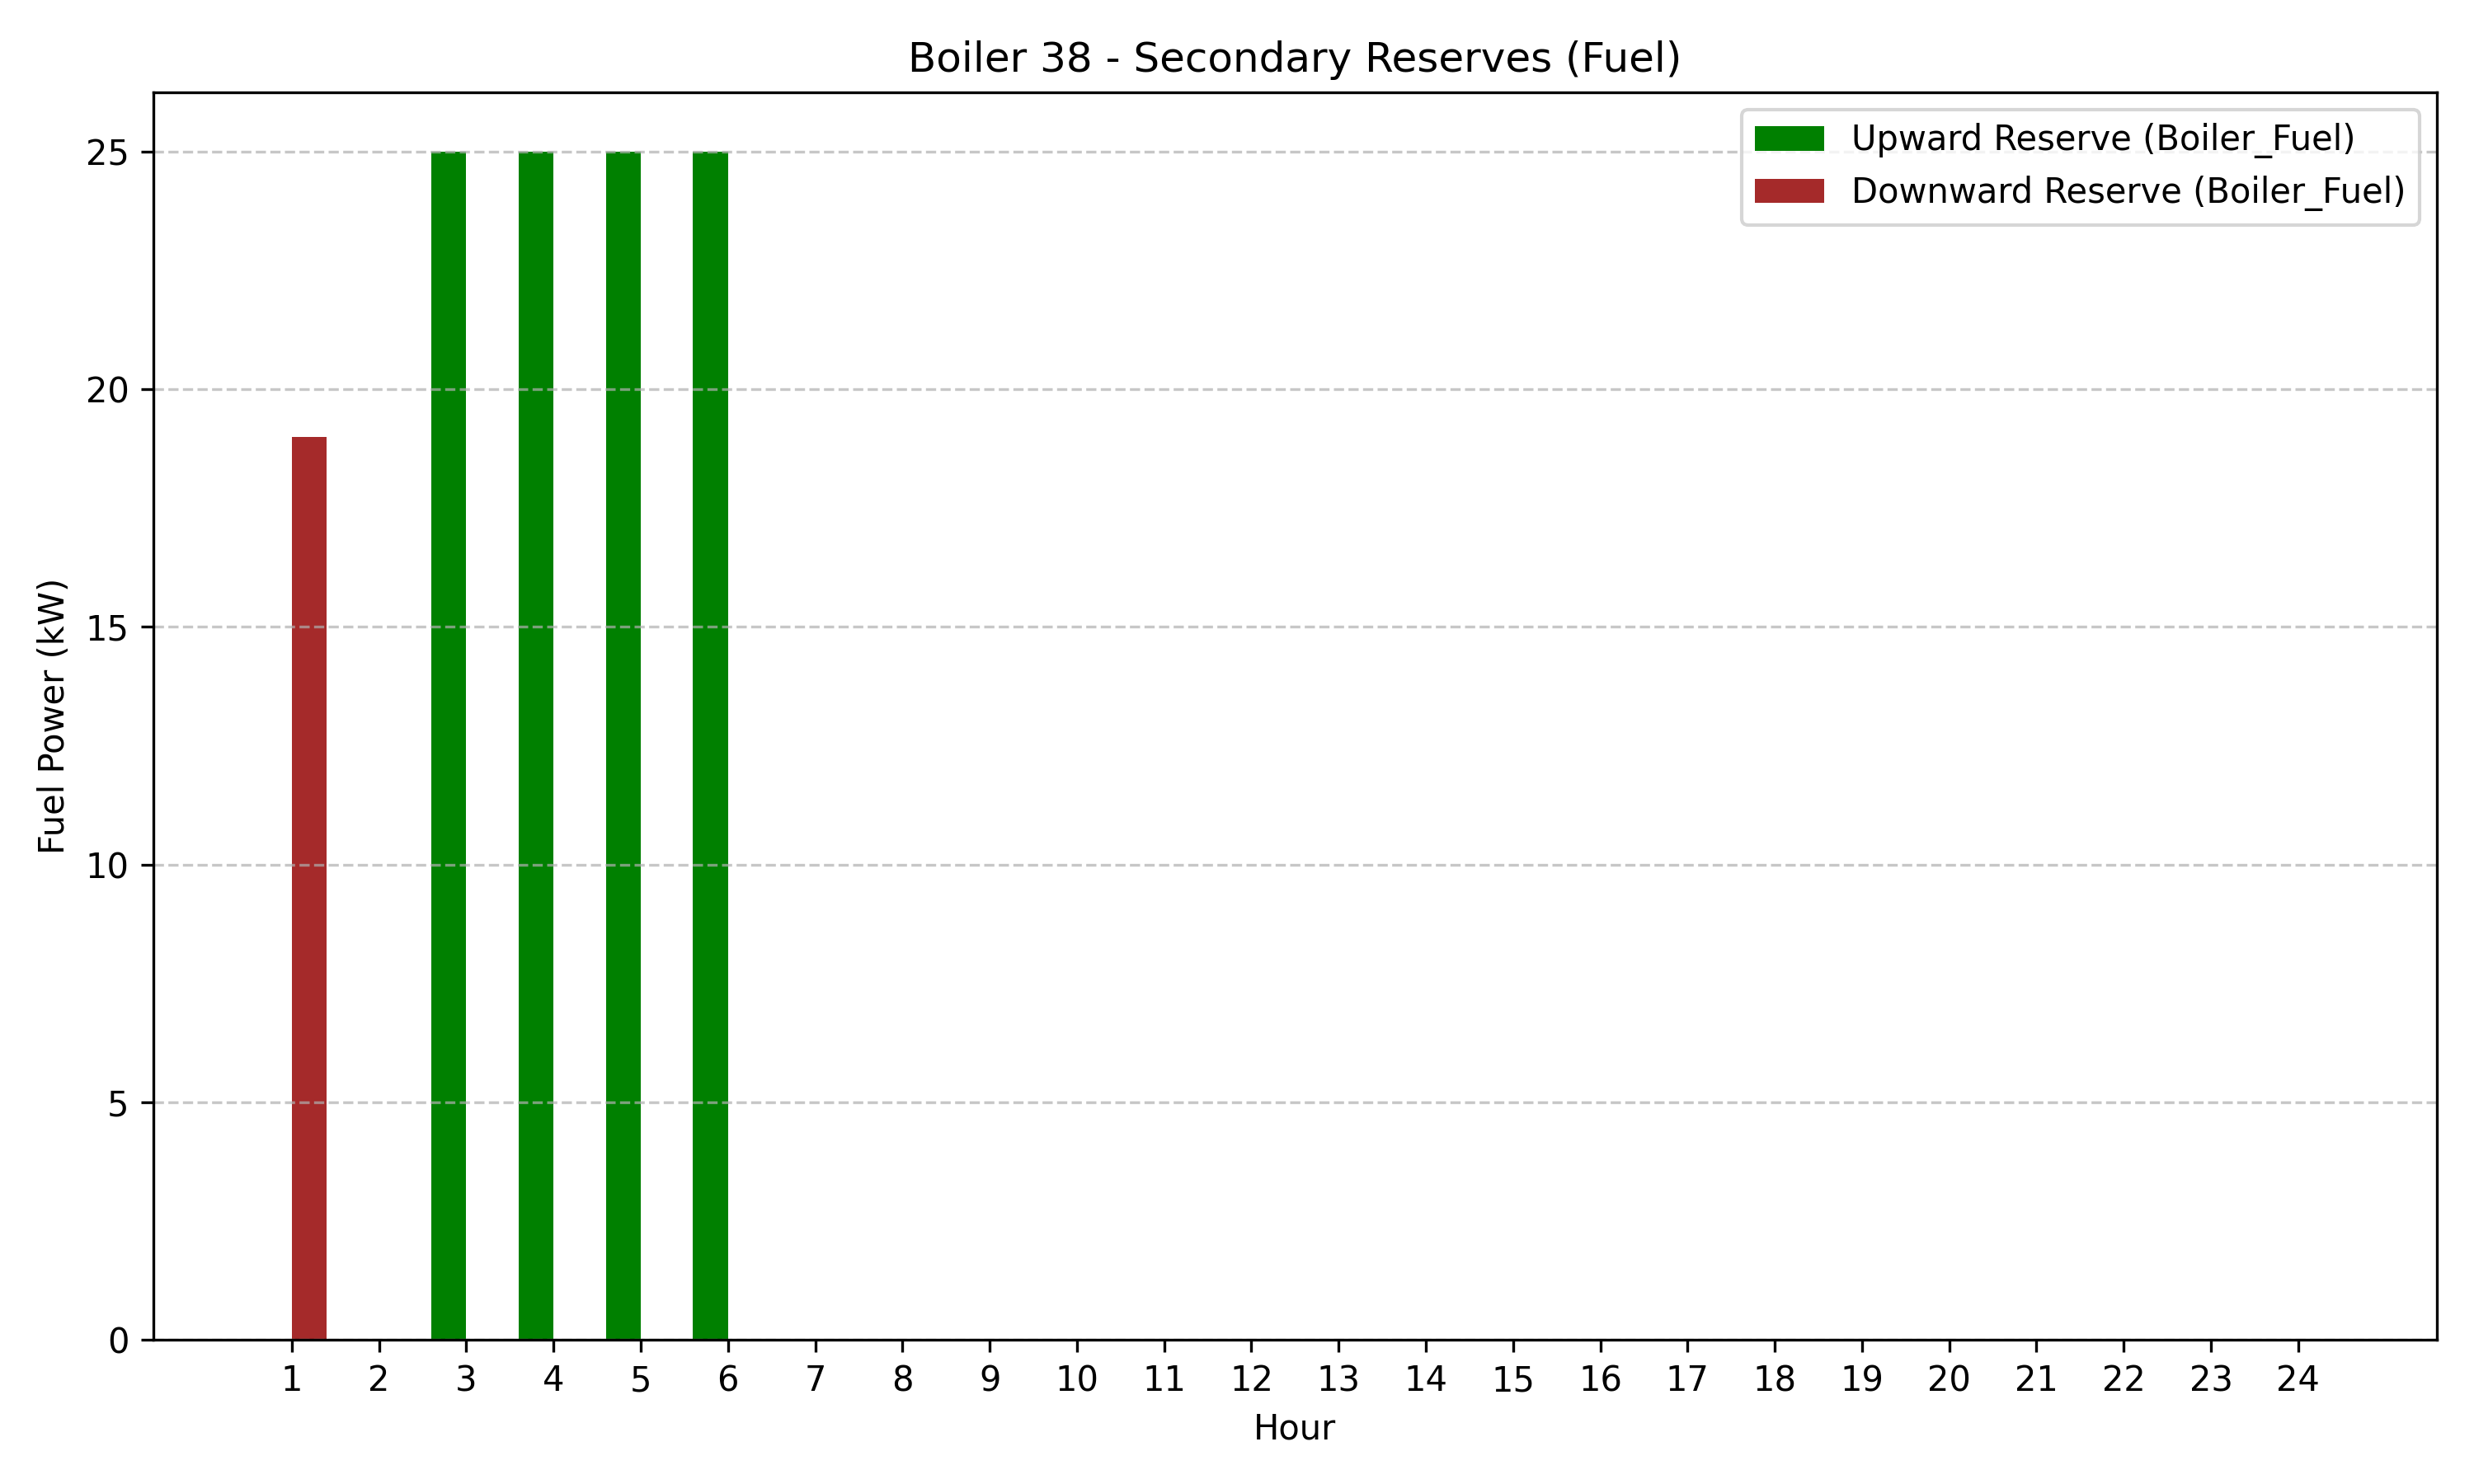 Boiler 38 - Secondary Reserves (Fuel)
Upward Reserve (Boiler_Fuel)
Downward Reserve (Boiler_Fuel)
Fuel Power (kW)
25
20
15
10
5
0
1 2 3 4 5 6 7 8 9 10 11 12 13 14 15 16 17 18 19 20 21 22 23 24
Hour